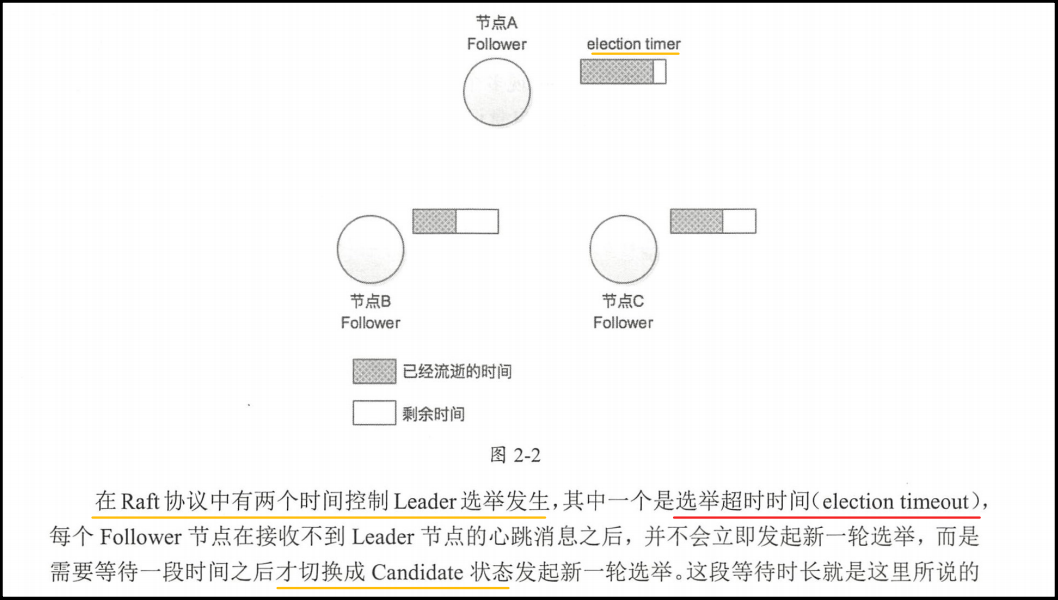 节点A
Follower
election timer
节点B
Follower
节点C
Follower
已经流逝的时间
剩余时间
图 2-2
在 Raft 协议中有两个时间控制 Leader 选举发生，其中一个是选举超时时间（election timeout），
每个 Follower 节点在接收不到 Leader 节点的心跳消息之后，并不会立即发起新一轮选举，而是
需要等待一段时间之后才切换成 Candidate 状态发起新一轮选举。这段等待时长就是这里所说的